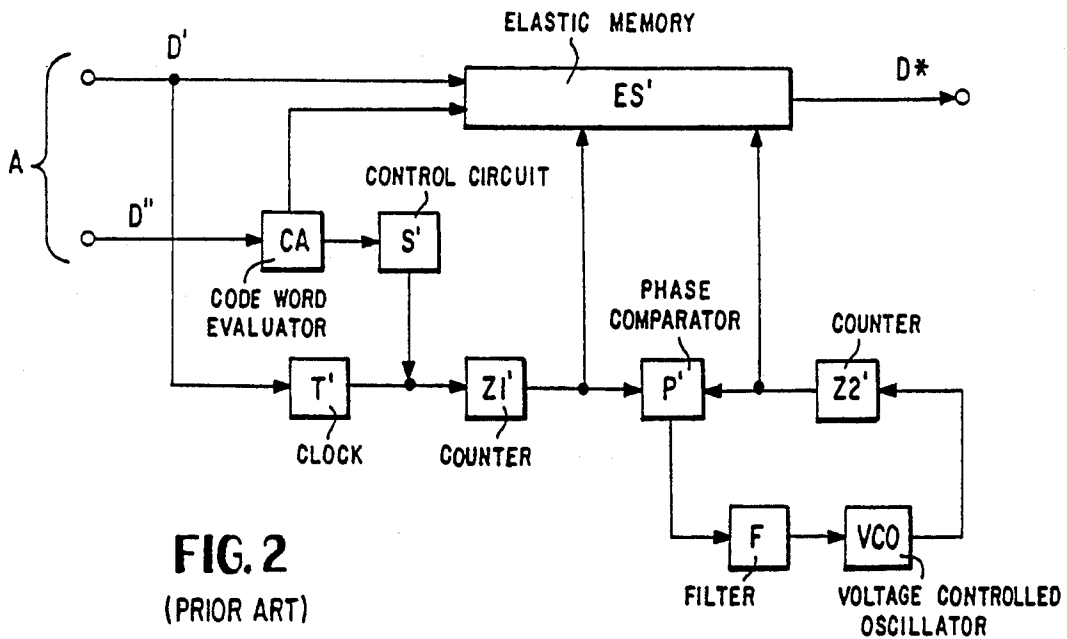 ELASTIC MEMORY
D'
ES'
D*
A
CONTROL CIRCUIT
D"
CA
S'
CODE WORD
EVALUATOR
PHASE
COMPARATOR
COUNTER
T'
Z1'
P'
Z2'
CLOCK
COUNTER
F
VCO
FIG. 2
(PRIOR ART)
FILTER
VOLTAGE CONTROLLED
OSCILLATOR